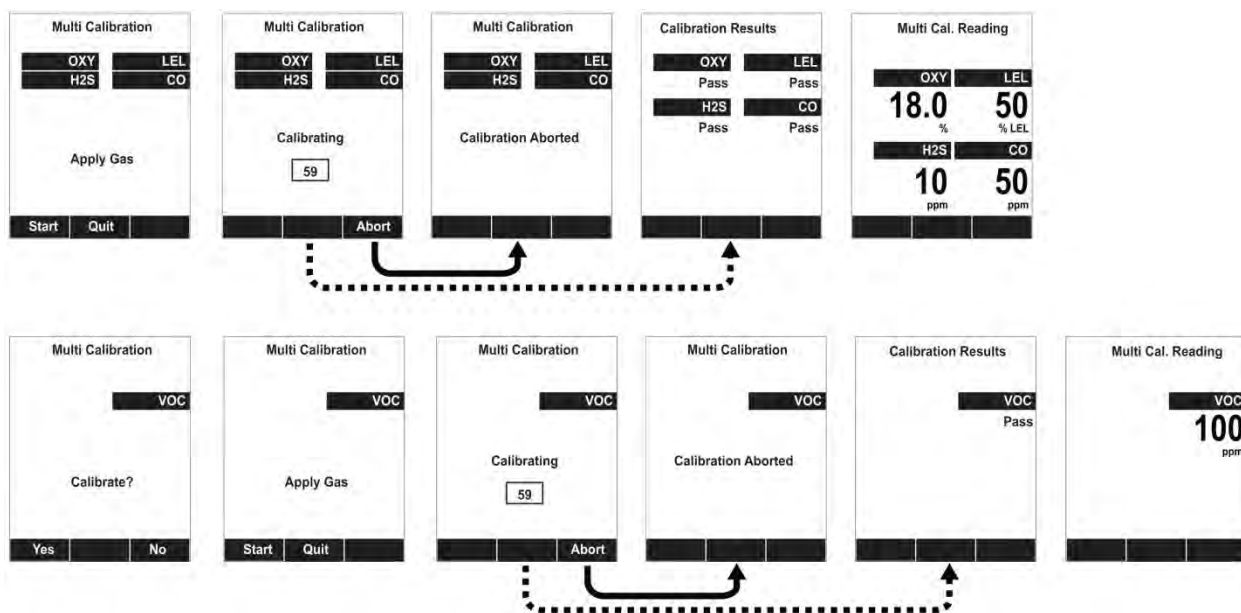 Multi Calibration
OXY LEL
H2S CO
Apply Gas
Start Quit
Multi Calibration
OXY LEL
H2S CO
Calibrating
59
Abort
Multi Calibration
OXY LEL
H2S CO
Calibration Aborted
Calibration Results
OXY LEL
Pass Pass
H2S CO
Pass Pass
Multi Cal. Reading
OXY LEL
18.0 50
% % LEL
H2S CO
10 50
ppm ppm
Multi Calibration
VOC
Calibrate?
Yes No
Multi Calibration
VOC
Apply Gas
Start Quit
Multi Calibration
VOC
Calibrating
59
Abort
Multi Calibration
VOC
Calibration Aborted
Calibration Results
VOC
Pass
Multi Cal. Reading
VOC
100
ppm